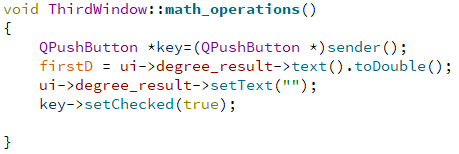 void ThirdWindow::math_operations()
{
QPushButton *key=(QPushButton *)sender();
firstD = ui->degree_result->text().toDouble();
ui->degree_result->setText("");
key->setChecked(true);
}